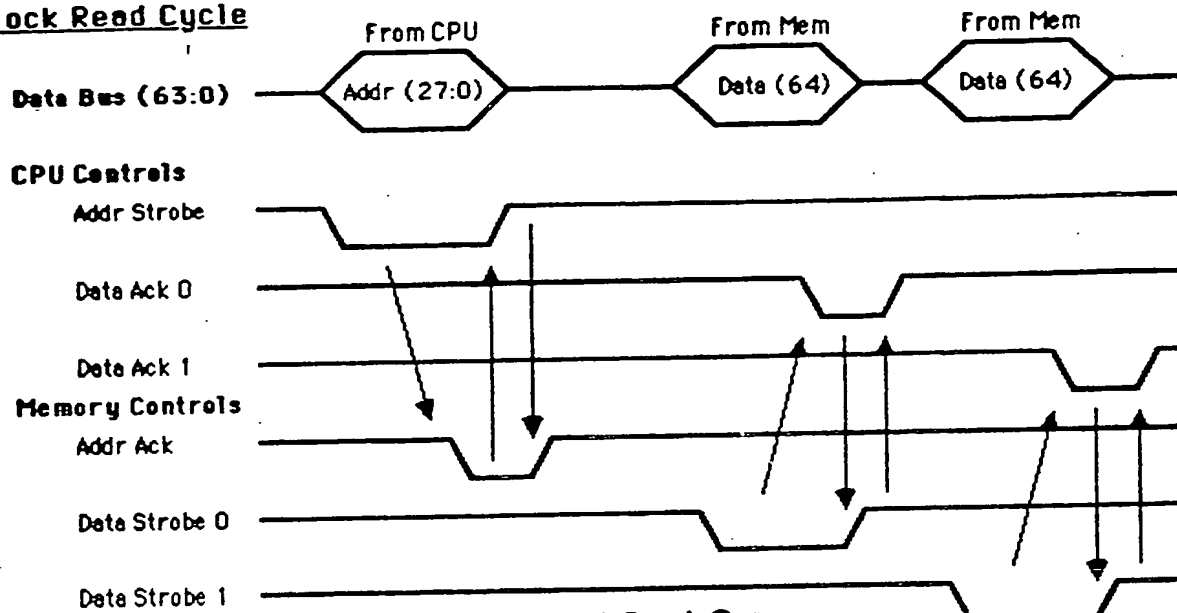 ock Read Cycle
From CPU
From Mem
From Mem
Data Bus (63:0)
Addr (27:0)
Data (64)
Data (64)
CPU Controls
Addr Strobe
Data Ack 0
Data Ack 1
Memory Controls
Addr Ack
Data Strobe 0
Data Strobe 1